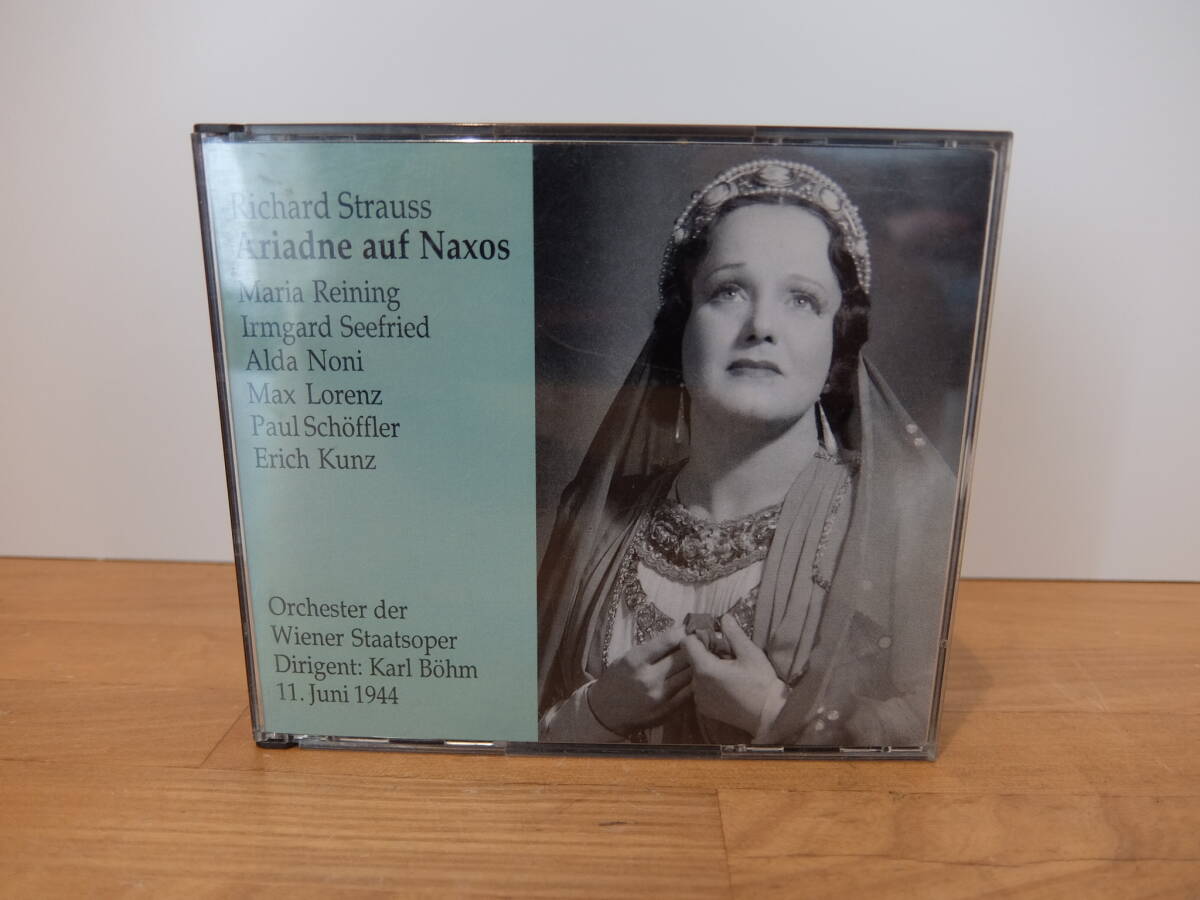 Richard Strauss
Ariadne auf Naxos
Maria Reining
Irmgard Seefried
Alda Noni
Max Lorenz
Paul Schöffler
Erich Kunz
Orchester der
Wiener Staatsoper
Dirigent: Karl Böhm
11. Juni 1944